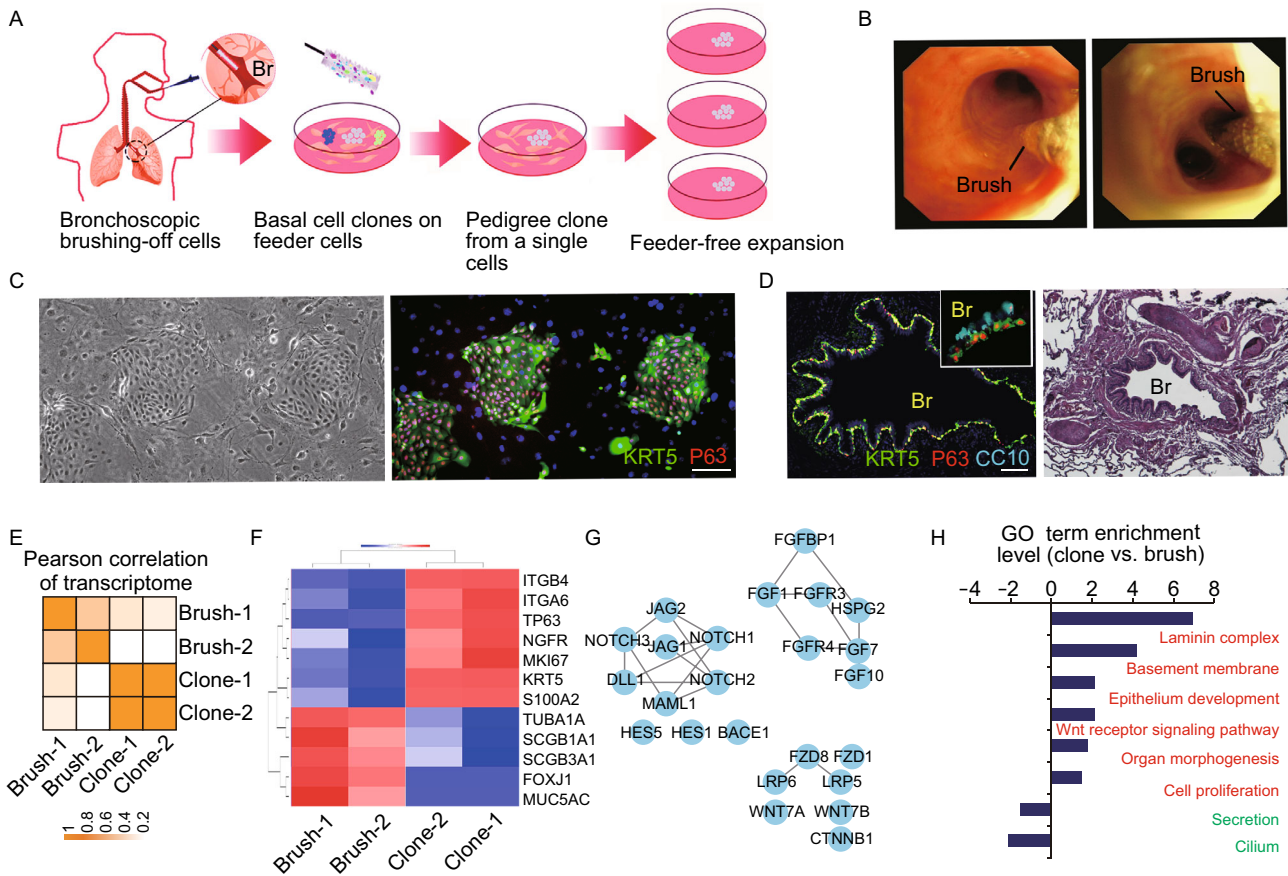 A
Br
Bronchoscopic
brushing-off cells
Basal cell clones on
feeder cells
Pedigree clone
from a single
cells
Feeder-free expansion
B
Brush
Brush
C
KRT5 P63
D
Br
Br
KRT5 P63 CC10
Br
E
Pearson correlation
of transcriptome
Brush-1
Brush-2
Clone-1
Clone-2
Brush-1
Brush-2
Clone-1
Clone-2
1
0.8
0.6
0.4
0.2
F
ITGB4
ITGA6
TP63
NGFR
MKI67
KRT5
S100A2
TUBA1A
SCGB1A1
SCGB3A1
FOXJ1
MUC5AC
Brush-1
Brush-2
Clone-2
Clone-1
G
JAG2
NOTCH3
JAG1
NOTCH1
DLL1
NOTCH2
MAML1
HES5
HES1
BACE1
FGFBP1
FGF1
FGFR3
HSPG2
FGFR4
FGF7
FGF10
FZD8
FZD1
LRP6
LRP5
WNT7A
WNT7B
CTNNB1
H
GO term enrichment
level (clone vs. brush)
-4 -2 0 2 4 6 8
Laminin complex
Basement membrane
Epithelium development
Wnt receptor signaling pathway
Organ morphogenesis
Cell proliferation
Secretion
Cilium